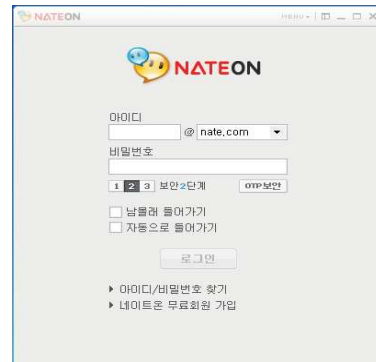 NATEON MENU
NATEON
아이디
@ nate.com
비밀번호
1 2 3 보안2단계 OTP보안
남몰래 들어가기
자동으로 들어가기
로그인
아이디/비밀번호 찾기
네이트온 무료회원 가입